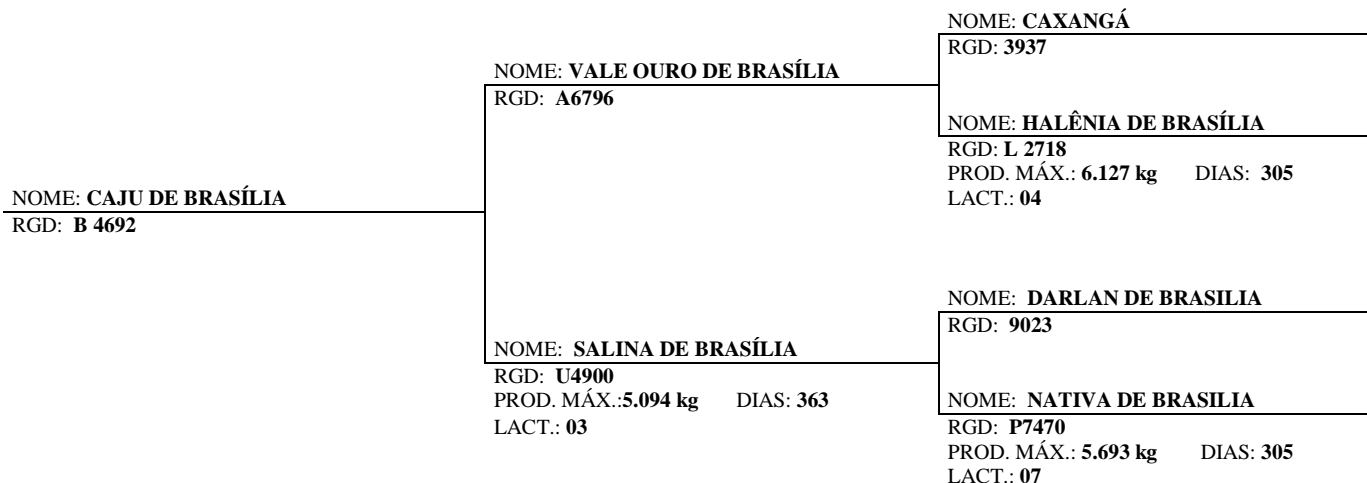 NOME: CAXANGÁ
RGD: 3937
NOME: VALE OURO DE BRASÍLIA
RGD: A6796
NOME: HALÊNIA DE BRASÍLIA
RGD: L 2718
PROD. MÁX.: 6.127 kg DIAS: 305
LACT.: 04
NOME: CAJU DE BRASÍLIA
RGD: B 4692
NOME: DARLAN DE BRASILIA
RGD: 9023
NOME: SALINA DE BRASÍLIA
RGD: U4900
PROD. MÁX.:5.094 kg DIAS: 363
LACT.: 03
NOME: NATIVA DE BRASILIA
RGD: P7470
PROD. MÁX.: 5.693 kg DIAS: 305
LACT.: 07